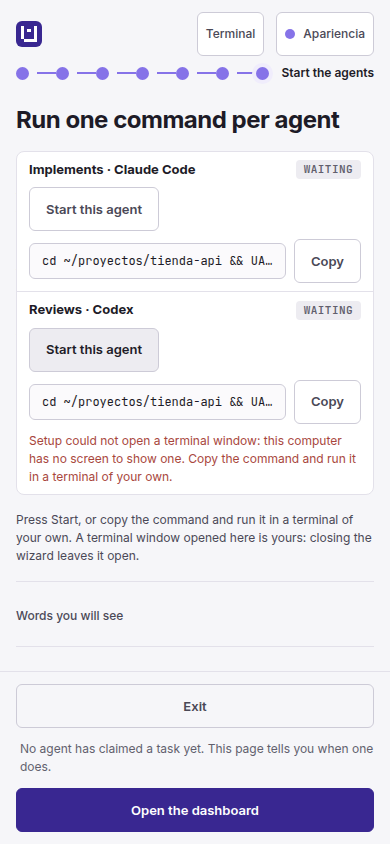 Terminal
Apariencia
Start the agents
Run one command per agent
Implements · Claude Code
WAITING
Start this agent
cd ~/proyectos/tienda-api && UA…
Copy
Reviews · Codex
WAITING
Start this agent
cd ~/proyectos/tienda-api && UA…
Copy
Setup could not open a terminal window: this computer
has no screen to show one. Copy the command and run it
in a terminal of your own.
Press Start, or copy the command and run it in a terminal of
your own. A terminal window opened here is yours: closing the
wizard leaves it open.
Words you will see
Exit
No agent has claimed a task yet. This page tells you when one
does.
Open the dashboard